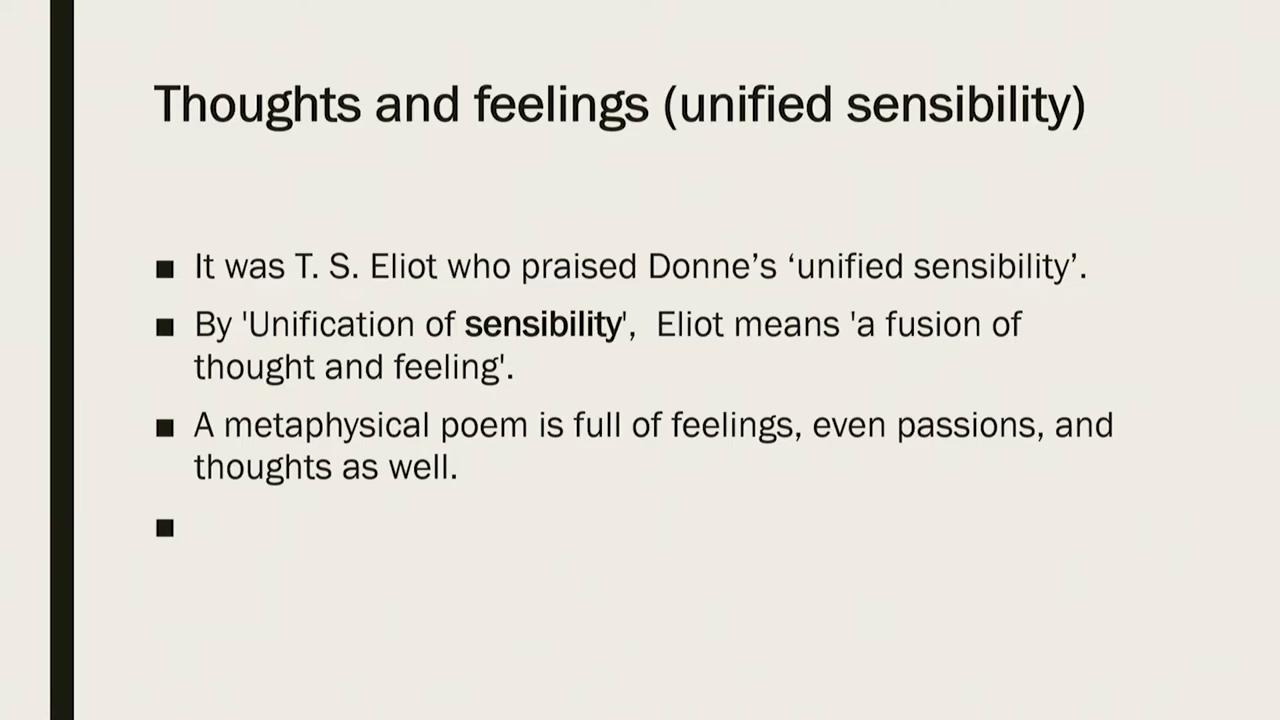 Thoughts and feelings (unified sensibility)
■ It was T. S. Eliot who praised Donne’s ‘unified sensibility’.
■ By 'Unification of sensibility',  Eliot means 'a fusion of
thought and feeling'.
■ A metaphysical poem is full of feelings, even passions, and
thoughts as well.
■